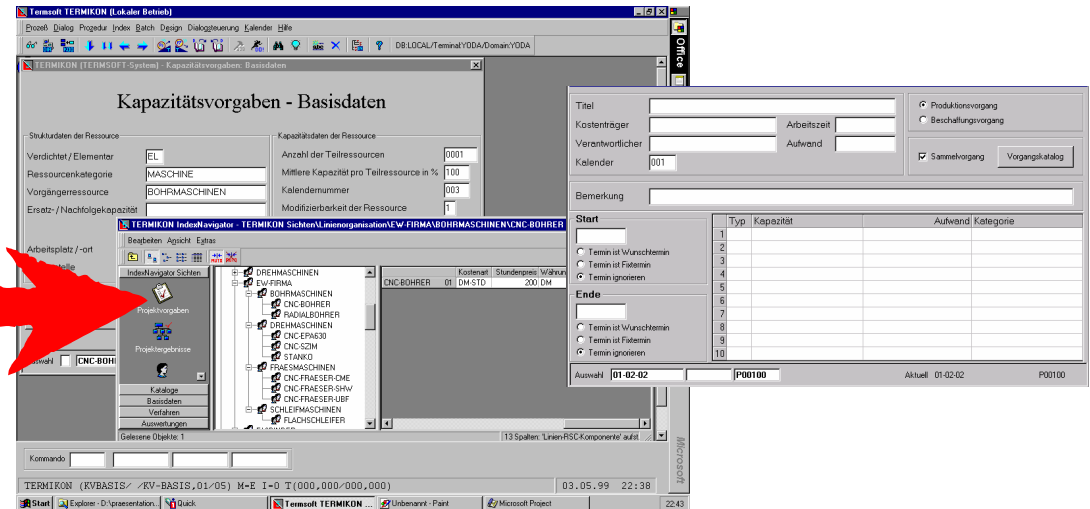 Termsoft TERMIKON (Lokaler Betrieb)
Prozeß Dialog Prozedur Index Batch Design Dialogsteuerung Kalender Hilfe
DB:LOCAL/Terminal:YODA/Domain:YODA
Office
TERMIKON (TERMSOFT-System) - Kapazitätsvorgaben: Basisdaten
Kapazitätsvorgaben - Basisdaten
Strukturdaten der Ressource
Verdichtet / Elementar EL
Ressourcenkategorie MASCHINE
Vorgängerressource BOHRMASCHINEN
Ersatz- / Nachfolgekapazität
Arbeitsplatz / -ort
Kapazitätsdaten der Ressource
Anzahl der Teilressourcen 0001
Mittlere Kapazität pro Teilressource in % 100
Kalendernummer 003
Modifizierbarkeit der Ressource 1
CNC-BOH
TERMIKON IndexNavigator - TERMIKON Sichten\Linienorganisation\EW-FIRMA\BOHRMASCHINEN\CNC-BOHRER
Bearbeiten Ansicht Extras
IndexNavigator Sichten
Projektvorgaben
Projektergebnisse
Kataloge
Basisdaten
Verfahren
Auswertungen
DREHMASCHINEN
EW-FIRMA
BOHRMASCHINEN
CNC-BOHRER
RADIALBOHRER
DREHMASCHINEN
CNC-EPA630
CNC-SZIM
STANKO
FRAESMASCHINEN
CNC-FRAESER-CME
CNC-FRAESER-SHW
CNC-FRAESER-UBF
SCHLEIFMASCHINEN
FLACHSCHLEIFER
Kostenart Stundenpreis Währun
CNC-BOHRER 01 DM-STD 200 DM
Gelesene Objekte: 1
13 Spalten: 'Linien-RSC-Komponente' aufst
Titel
Kostenträger
Arbeitszeit
Verantwortlicher
Aufwand
Kalender 001
Produktionsvorgang
Beschaffungsvorgang
Sammelvorgang
Vorgangskatalog
Bemerkung
Start
Termin ist Wunschtermin
Termin ist Fixtermin
Termin ignorieren
Ende
Termin ist Wunschtermin
Termin ist Fixtermin
Termin ignorieren
Typ Kapazität Aufwand Kategorie
1
2
3
4
5
6
7
8
9
10
Auswahl 01-02-02 P00100 Aktuell 01-02-02 P00100
Kommando
Microsoft
TERMIKON (KVBASIS/ /KV-BASIS,01/05) M=E I=0 T(000,000/000,000) 03.05.99 22:38
Start Explorer - D:\praesentation... Quick Termsoft TERMIKON ... Unbenannt - Paint Microsoft Project 22:43